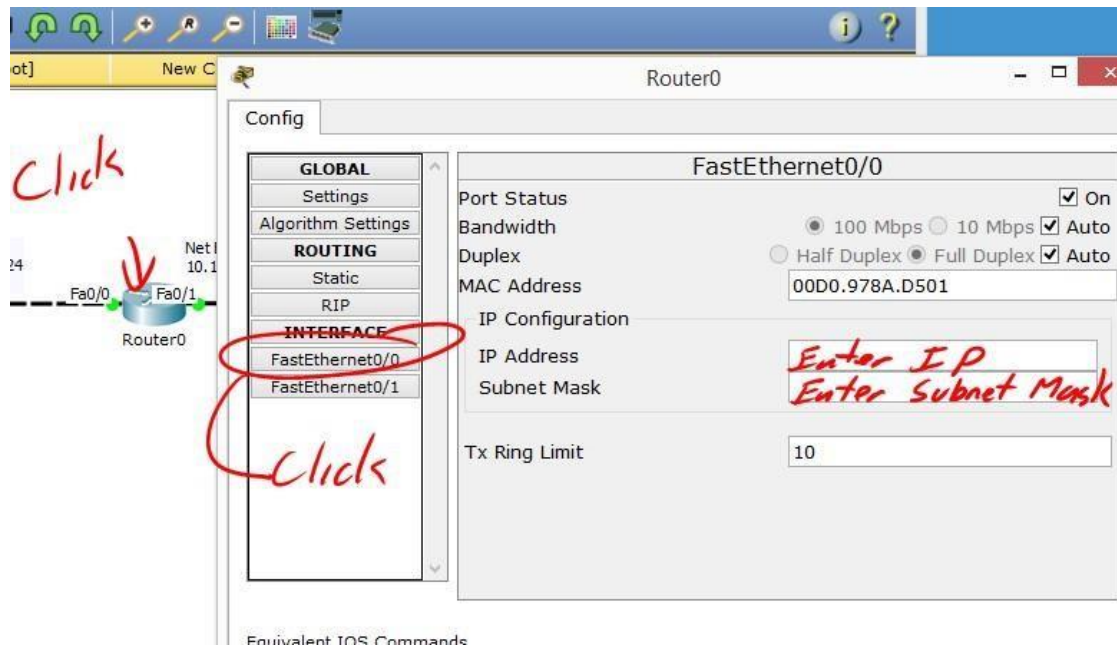 ot]
New C
Router0
Config
Click
GLOBAL
Settings
Algorithm Settings
ROUTING
Static
RIP
INTERFACE
FastEthernet0/0
FastEthernet0/1
Click
24
Net
10.1
Fa0/0
Fa0/1
Router0
FastEthernet0/0
Port Status On
Bandwidth 100 Mbps 10 Mbps Auto
Duplex Half Duplex Full Duplex Auto
MAC Address 00D0.978A.D501
IP Configuration
IP Address Enter IP
Subnet Mask Enter Subnet Mask
Tx Ring Limit 10
Equivalent IOS Commands